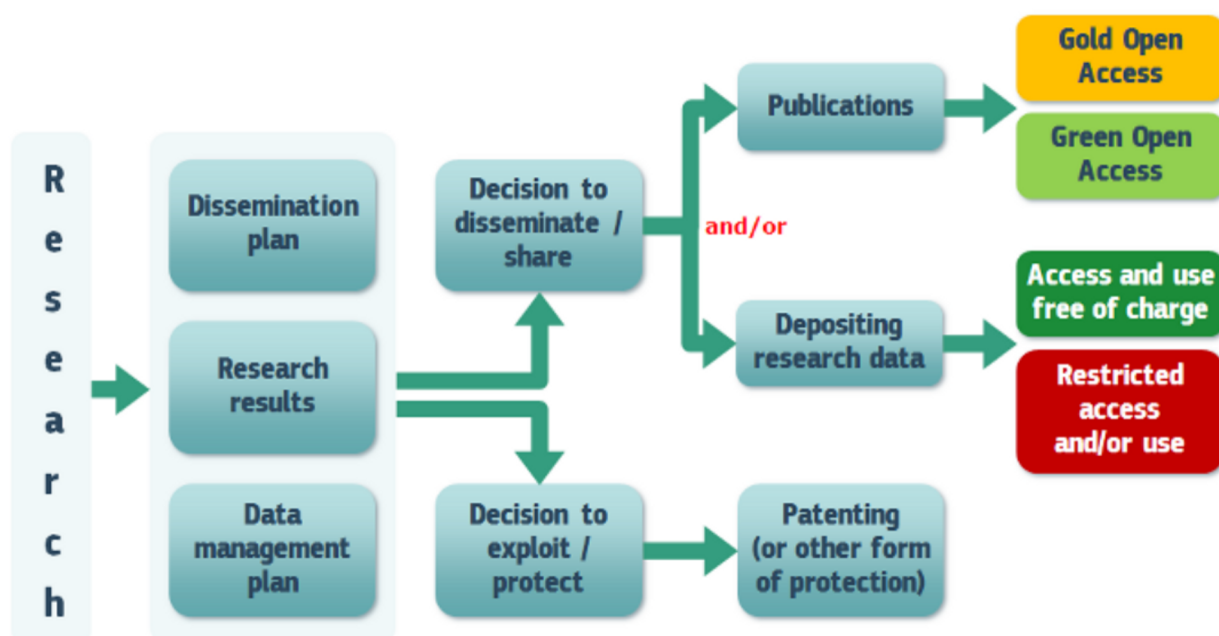 Research
Dissemination
plan
Research
results
Data
management
plan
Decision to
disseminate /
share
Decision to
exploit /
protect
and/or
Publications
Depositing
research data
Patenting
(or other form
of protection)
Gold Open
Access
Green Open
Access
Access and use
free of charge
Restricted
access
and/or use